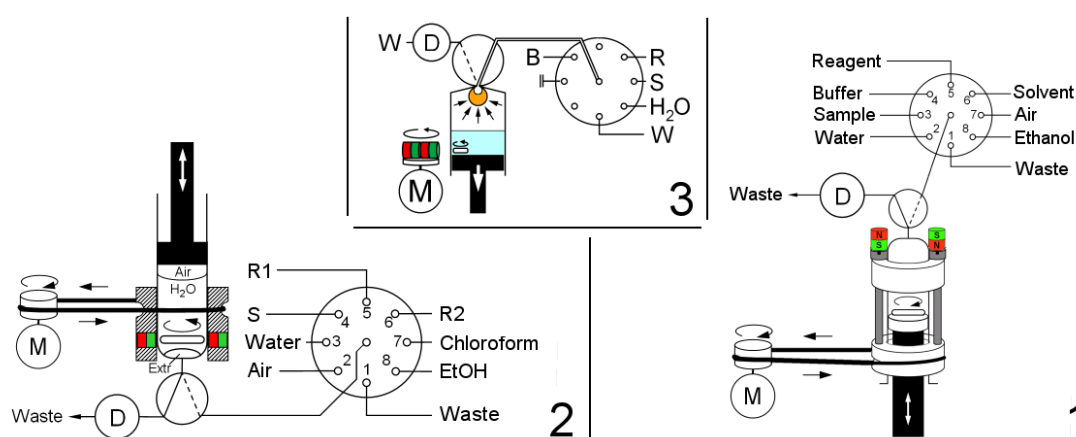 W
D
B
R
S
H₂O
W
M
3
Reagent
Buffer
Solvent
Sample
Air
Water
Ethanol
Waste
4
5
6
3
7
2
8
1
Waste
D
N
S
S
N
M
1
Air
H₂O
M
Extr
Waste
D
R1
S
R2
Water
Chloroform
Air
EtOH
Waste
5
4
6
3
7
2
8
1
2